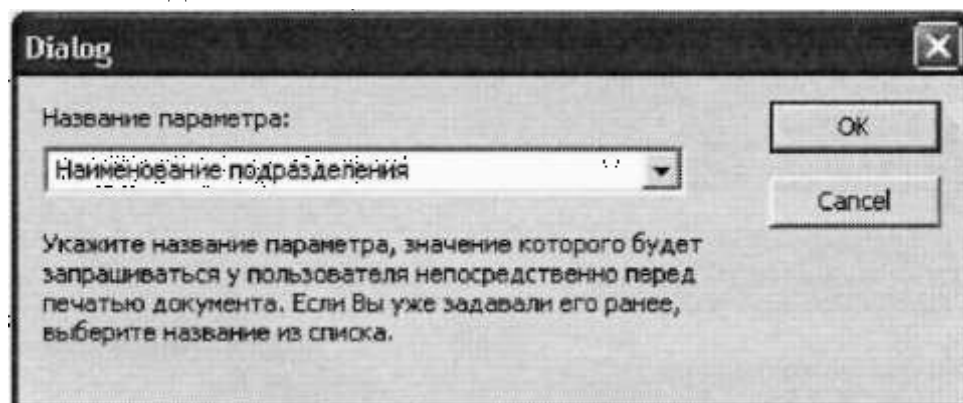 Dialog
Название параметра:
OK
Наименование подразделения
Cancel
Укажите название параметра, значение которого будет
запрашиваться у пользователя непосредственно перед
печатью документа. Если Вы уже задавали его ранее,
выберите название из списка.